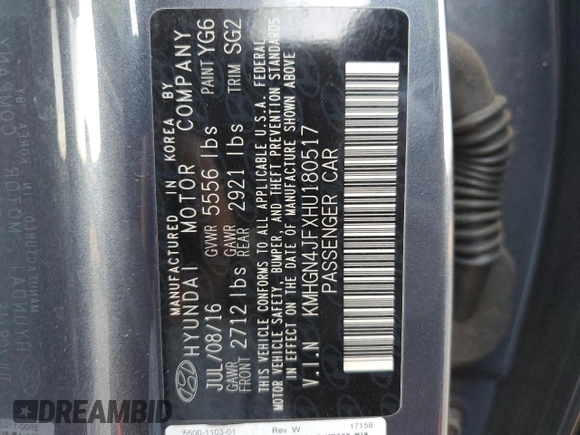 MANUFACTURED IN KOREA BY
HYUNDAI MOTOR COMPANY
JUL/08/16 GVWR 5556 lbs PAINT YG6
GAWR FRONT 2712 lbs GAWR REAR 2921 lbs TRIM SG2
THIS VEHICLE CONFORMS TO ALL APPLICABLE U.S.A. FEDERAL
MOTOR VEHICLE SAFETY, BUMPER, AND THEFT PREVENTION STANDARDS
IN EFFECT ON THE DATE OF MANUFACTURE SHOWN ABOVE
V.I.N KMHGN4JFXHU180517
PASSENGER CAR
Rev. W
17158
DREAMBID